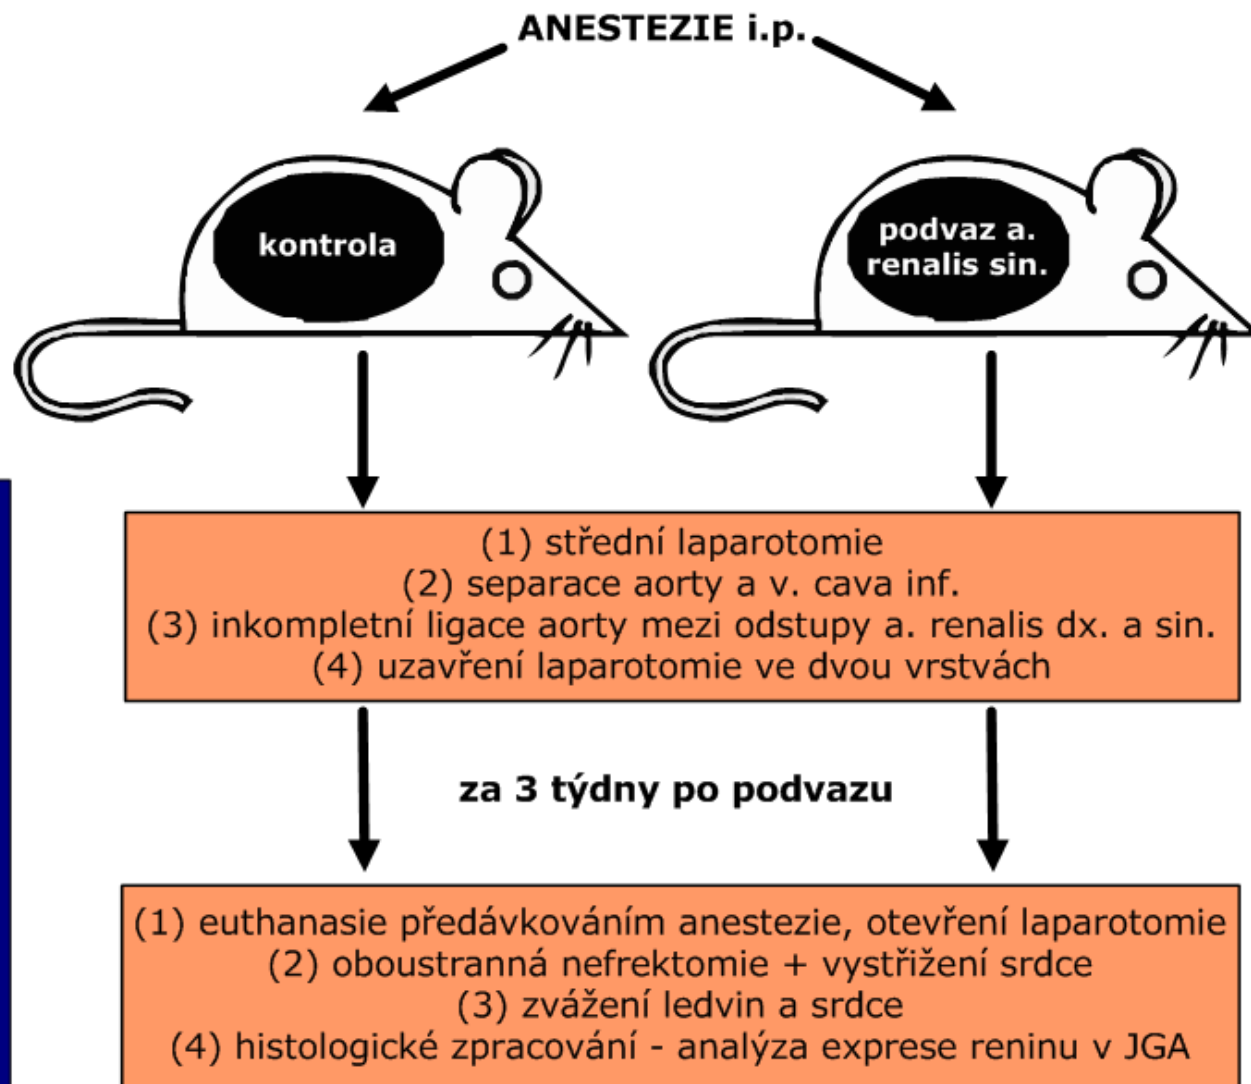 ANESTEZIE i.p.
kontrola
podvaz a.
renalis sin.
(1) střední laparotomie
(2) separace aorty a v. cava inf.
(3) inkompletní ligace aorty mezi odstupy a. renalis dx. a sin.
(4) uzavření laparotomie ve dvou vrstvách
za 3 týdny po podvazu
(1) euthanasie předávkováním anestezie, otevření laparotomie
(2) oboustranná nefrektomie + vystřižení srdce
(3) zvážení ledvin a srdce
(4) histologické zpracování - analýza exprese reninu v JGA